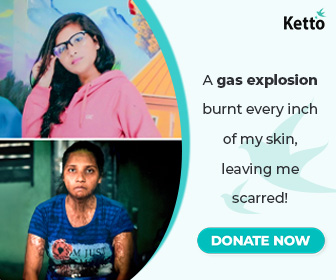 Ketto
A gas explosion
burnt every inch
of my skin,
leaving me
scarred!
DONATE NOW